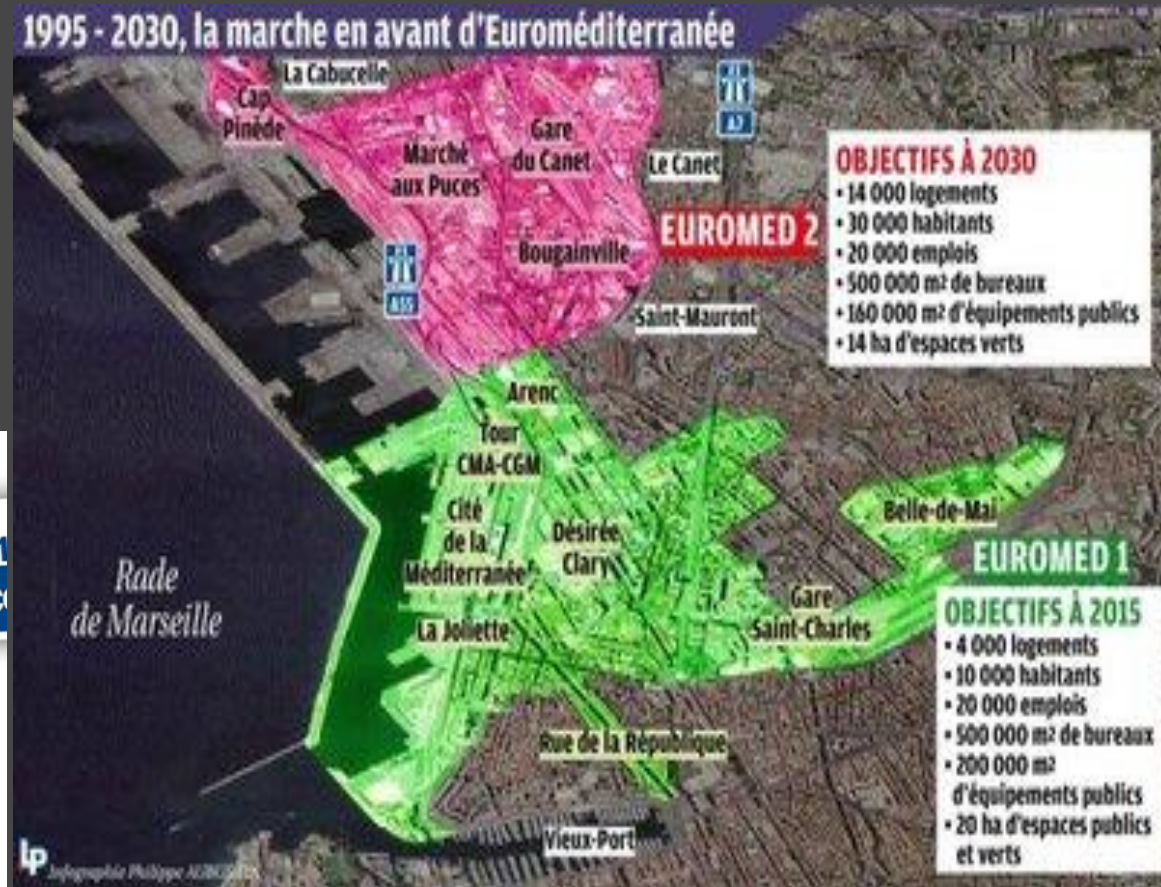 1995 - 2030, la marche en avant d'Euroméditerranée
La Cabucelle
Cap
Pinède
Marché
aux Puces
Gare
du Canet
Le Canet
A7
Bougainville
A55
Saint-Mauront
EUROMED 2
OBJECTIFS À 2030
• 14 000 logements
• 30 000 habitants
• 20 000 emplois
• 500 000 m² de bureaux
• 160 000 m² d'équipements publics
• 14 ha d'espaces verts
Arenc
Tour
CMA-CGM
Cité
de la
Méditerranée
Désirée
Clary
Belle-de-Mai
La Joliette
Gare
Saint-Charles
Rue de la République
Vieux-Port
Rade
de Marseille
EUROMED 1
OBJECTIFS À 2015
• 4 000 logements
• 10 000 habitants
• 20 000 emplois
• 500 000 m² de bureaux
• 200 000 m²
d'équipements publics
• 20 ha d'espaces publics
et verts
LP
Infographie Philippe